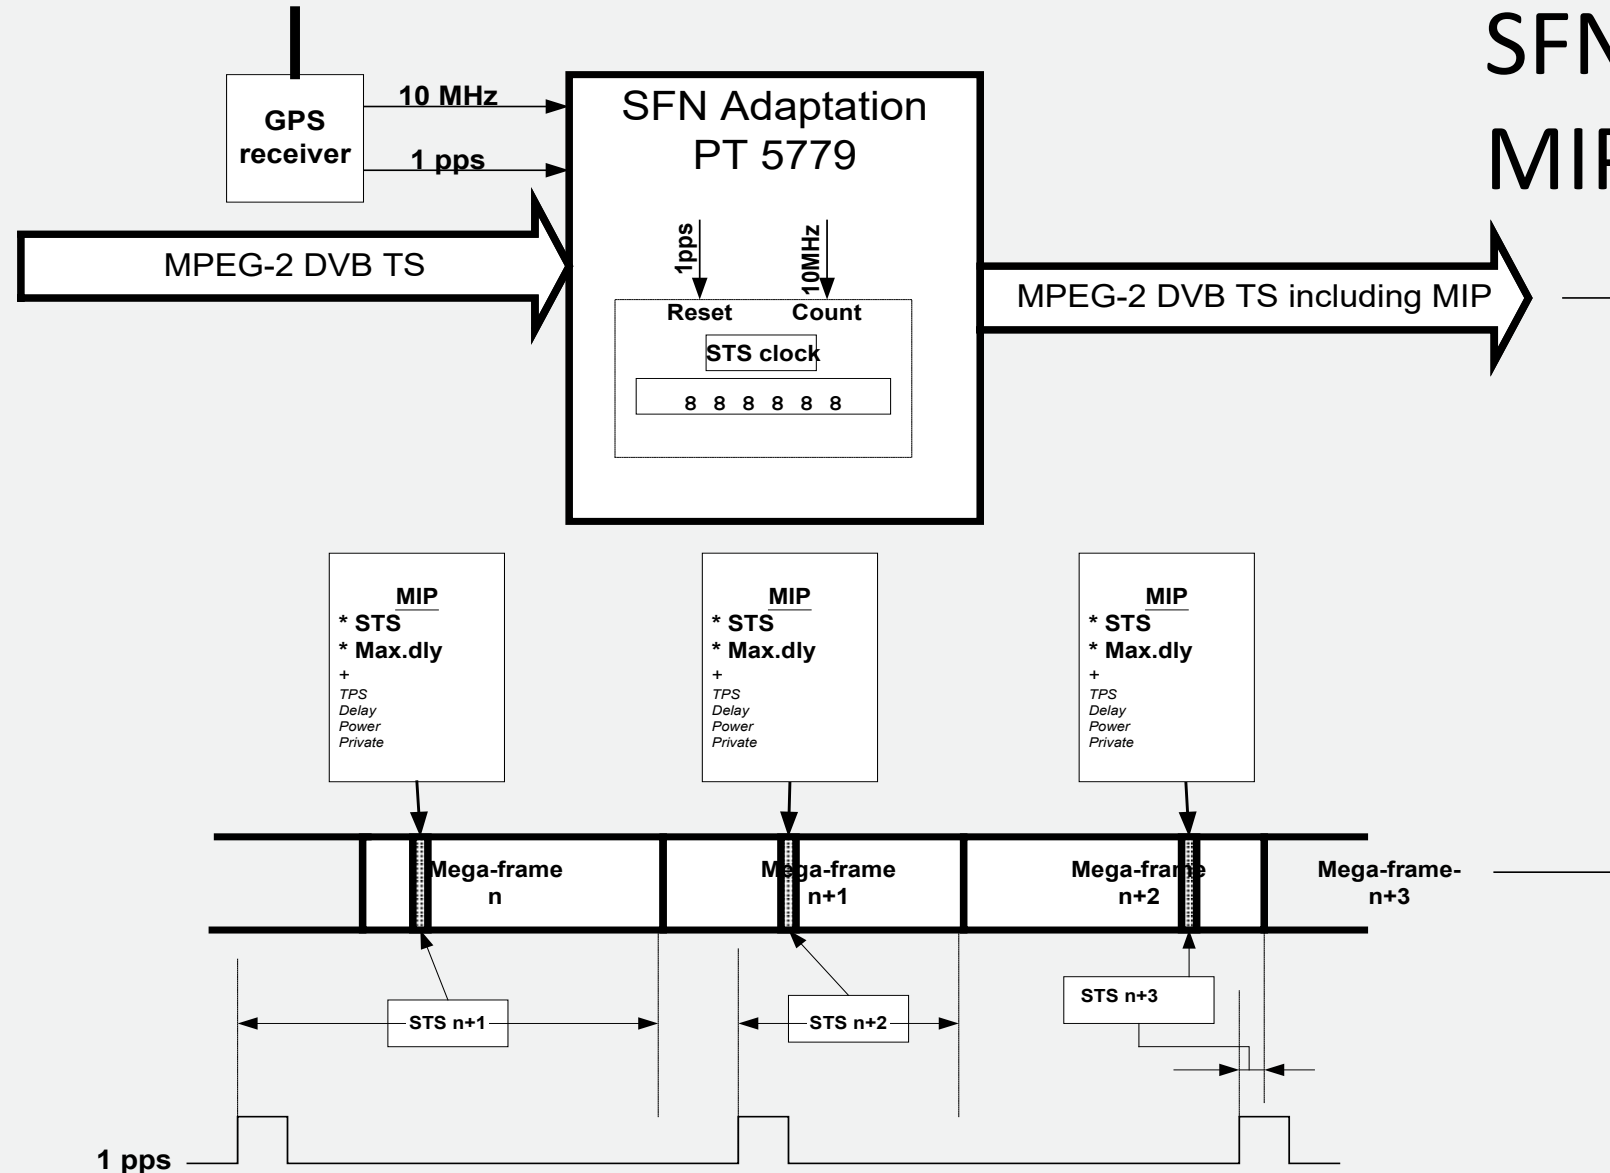 SFN
MIP
GPS
receiver
10 MHz
1 pps
SFN Adaptation
PT 5779
MPEG-2 DVB TS
1pps
10MHz
Reset
Count
STS clock
8 8 8 8 8 8
MPEG-2 DVB TS including MIP
MIP
* STS
* Max.dly
+
TPS
Delay
Power
Private
MIP
* STS
* Max.dly
+
TPS
Delay
Power
Private
MIP
* STS
* Max.dly
+
TPS
Delay
Power
Private
Mega-frame
n
Mega-frame
n+1
Mega-frame
n+2
Mega-frame-
n+3
STS n+1
STS n+2
STS n+3
1 pps